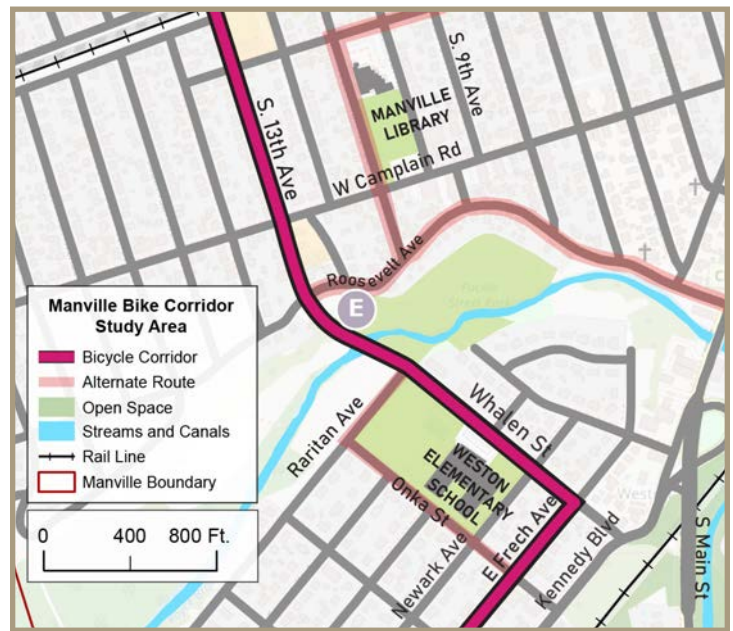 S. 9th Ave
S. 13th Ave
MANVILLE
LIBRARY
W Camplain Rd
Roosevelt Ave
E
Manville Bike Corridor
Study Area
Bicycle Corridor
Alternate Route
Open Space
Streams and Canals
Rail Line
Manville Boundary
0 400 800 Ft.
Whalen St
Raritan Ave
WESTON
ELEMENTARY
SCHOOL
Onka St
Newark Ave
E Frech Ave
Kennedy Blvd
West
S Main St